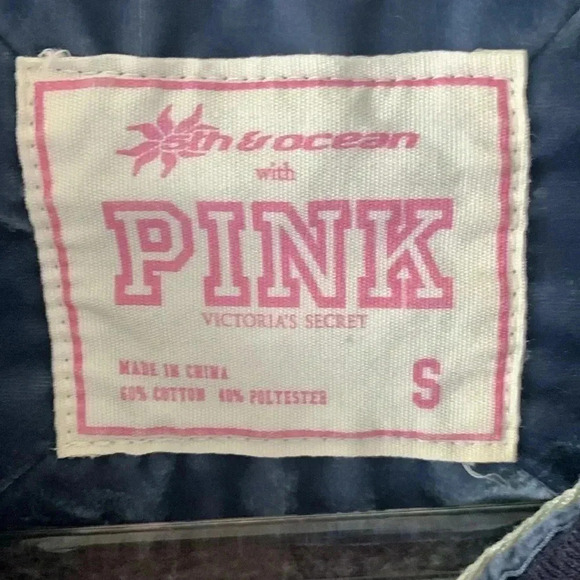 5th & ocean
with
PINK
VICTORIA'S SECRET
MADE IN CHINA
60% COTTON 40% POLYESTER
S